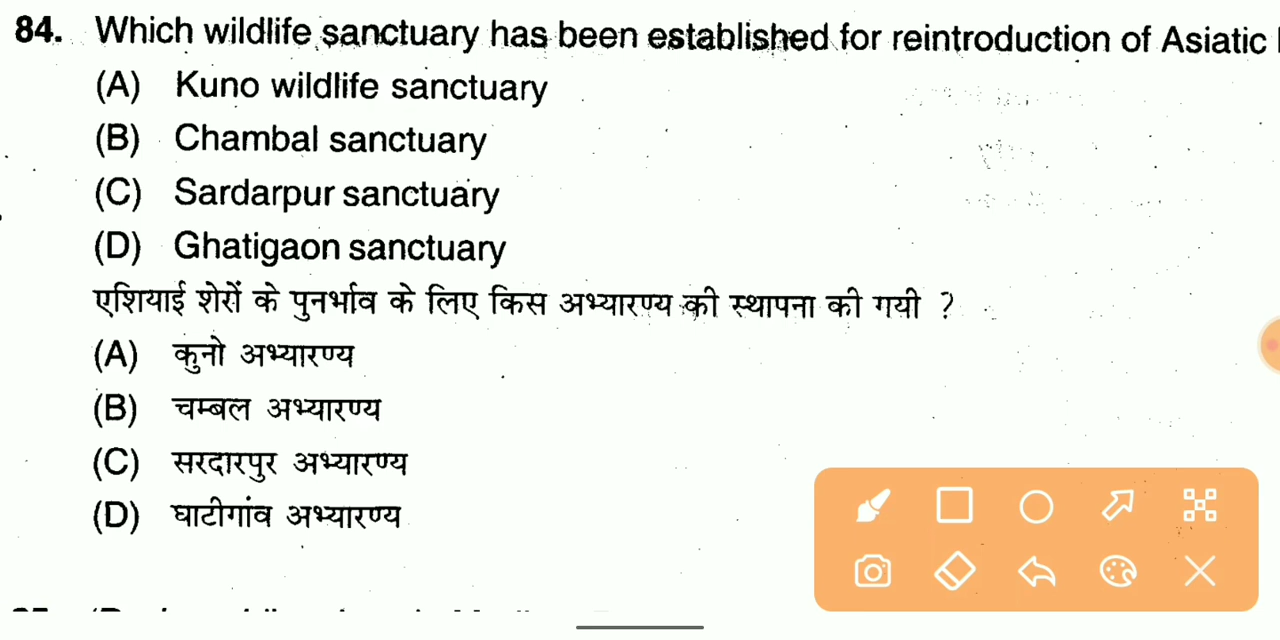 84. Which wildlife sanctuary has been established for reintroduction of Asiatic
(A) Kuno wildlife sanctuary
(B) Chambal sanctuary
(C) Sardarpur sanctuary
(D) Ghatigaon sanctuary
एशियाई शेरों के पुनर्भाव के लिए किस अभ्यारण्य की स्थापना की गयी ?
(A) कुनो अभ्यारण्य
(B) चम्बल अभ्यारण्य
(C) सरदारपुर अभ्यारण्य
(D) घाटीगांव अभ्यारण्य